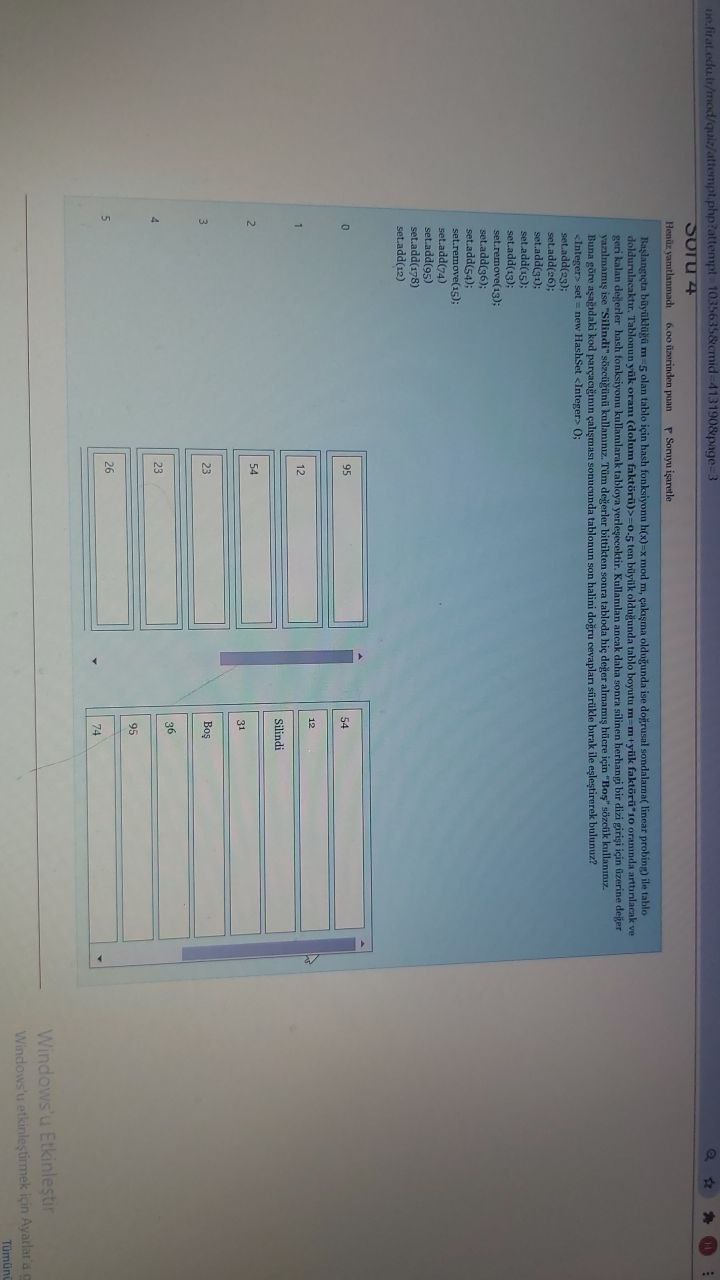 ne.firat.edu.tr/mod/quiz/attempt.php?attempt=1035635&cmid=413190&page=3
Soru 4
Henüz yanıtlanmadı 6.00 üzerinden puan Soruyu işaretle
Başlangıçta büyüklüğü m=5 olan tablo için hash fonksiyonu h(x)=x mod m, çakışma olduğunda ise doğrusal sondalama( linear probing) ile tablo
doldurulacaktır. Tablonun yük oranı (dolum faktörü)>=0.5 ten büyük olduğunda tablo boyutu m=m+yük faktörü*10 oranında arttırılacak ve
geri kalan değerler hash fonksiyonu kullanılarak tabloya yerleşecektir. Kullanılan ancak daha sonra silinen herhangi bir dizi girişi için üzerine değer
yazılmamış ise "Silindi" sözcüğünü kullanınız. Tüm değerler bittikten sonra tabloda hiç değer almamış hücre için "Boş" sözcük kullanınız.
Buna göre aşağıdaki kod parçacığının çalışması sonucunda tablonun son halini doğru cevapları sürükle bırak ile eşleştirerek bulunuz?
<Integer> set = new HashSet <Integer> ();
set.add(23);
set.add(26);
set.add(31);
set.add(15);
set.add(13);
set.remove(13);
set.add(36);
set.add(54);
set.remove(15);
set.add(74)
set.add(95)
set.add(178)
set.add(12)
0 95
1 12
2 54
3 23
4 23
5 26
54
12
Silindi
31
Boş
36
95
74
Windows'u Etkinleştir
Windows'u etkinleştirmek için Ayarlar'a g
Tümünü